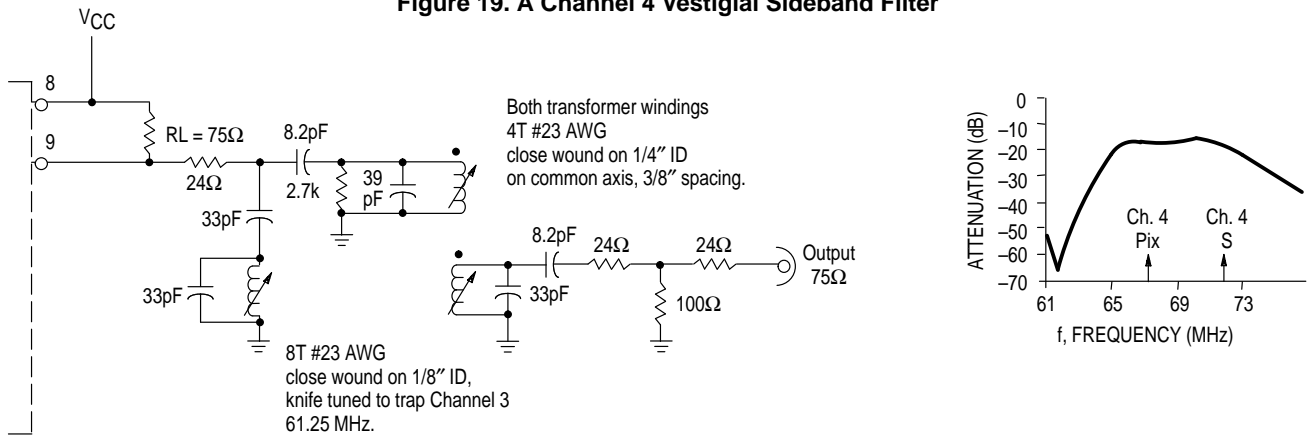 Figure 19. A Channel 4 Vestigial Sideband Filter
VCC
8
9
RL = 75Ω
24Ω
8.2pF
2.7k
39
pF
33pF
33pF
Both transformer windings
4T #23 AWG
close wound on 1/4″ ID
on common axis, 3/8″ spacing.
8.2pF
24Ω
24Ω
Output
75Ω
33pF
100Ω
8T #23 AWG
close wound on 1/8″ ID,
knife tuned to trap Channel 3
61.25 MHz.
ATTENUATION (dB)
0
–10
–20
–30
–40
–50
–60
–70
Ch. 4
Pix
Ch. 4
S
61
65
69
73
f, FREQUENCY (MHz)